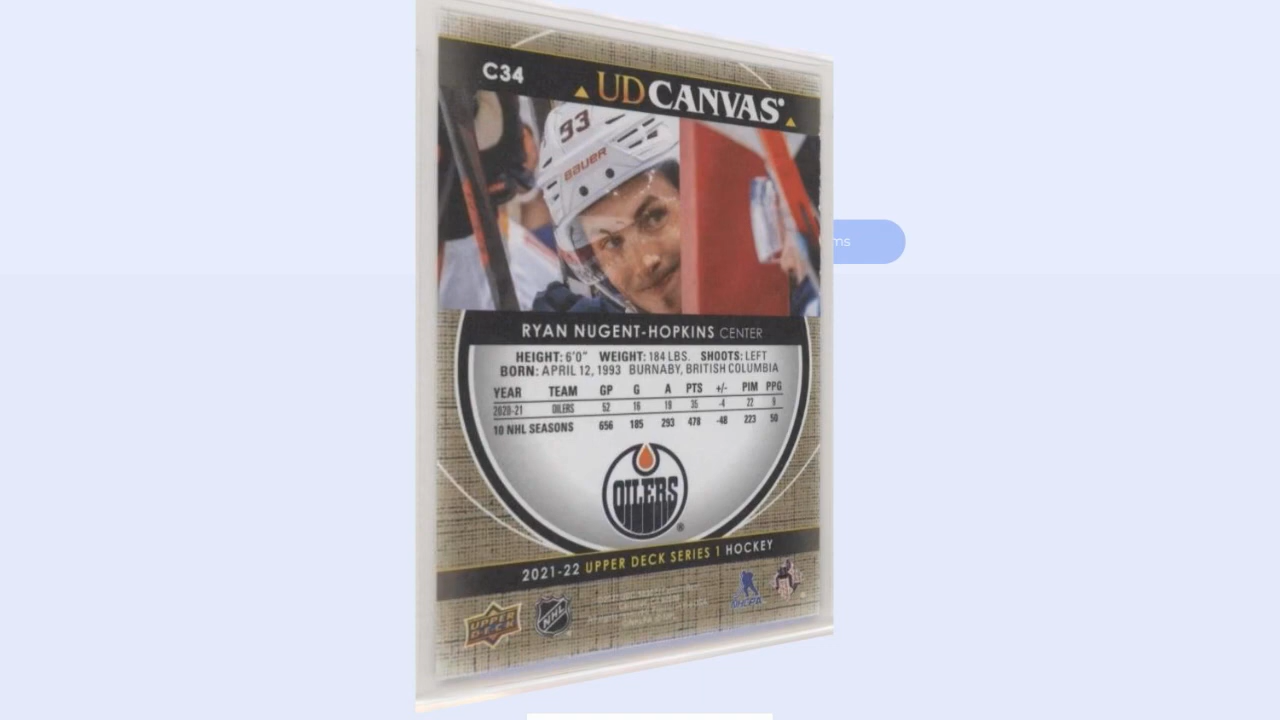 C34
UD CANVAS
93
BAUER
ms
RYAN NUGENT-HOPKINS CENTER
HEIGHT: 6'0" WEIGHT: 184 LBS. SHOOTS: LEFT
BORN: APRIL 12, 1993 BURNABY, BRITISH COLUMBIA
YEAR TEAM GP G A PTS +/- PIM PPG
2020-21 OILERS 52 16 19 35 -4 22 9
10 NHL SEASONS 656 185 293 478 -48 223 50
OILERS
2021-22 UPPER DECK SERIES 1 HOCKEY
UPPER DECK
NHL
NHLPA